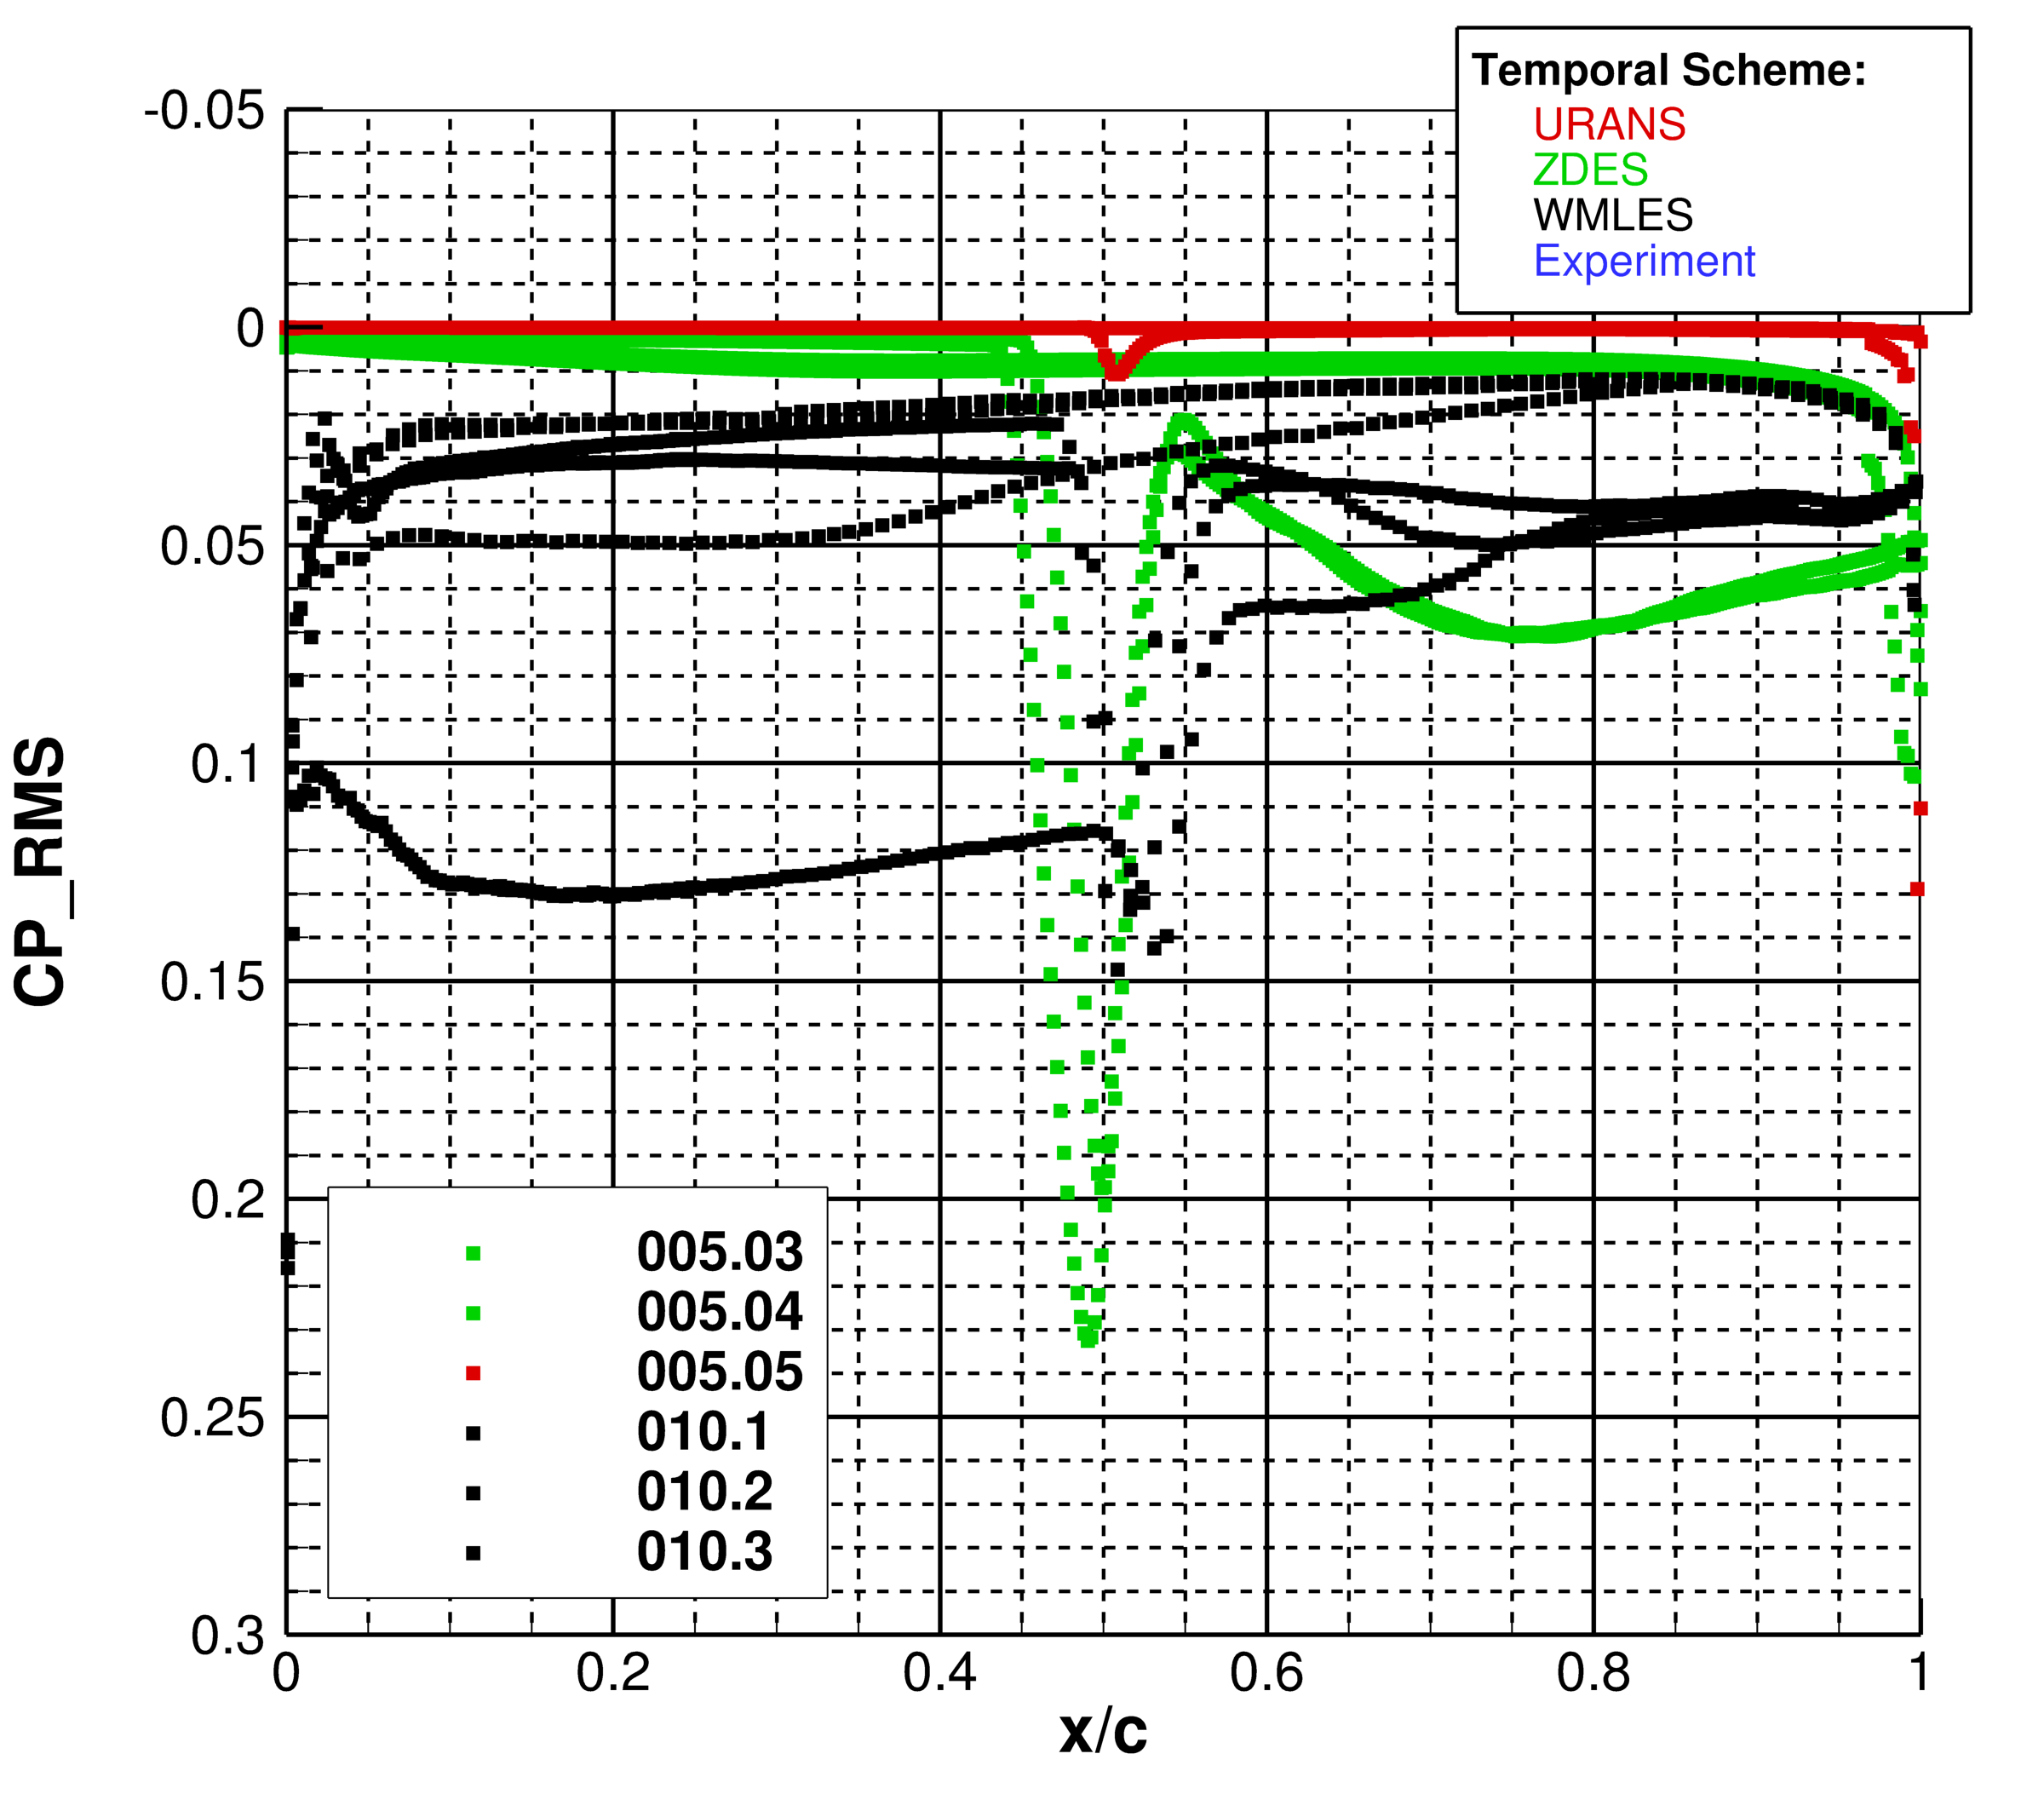 Temporal Scheme:
URANS
ZDES
WMLES
Experiment
-0.05
0
0.05
0.1
0.15
0.2
0.25
0.3
CP_RMS
005.03
005.04
005.05
010.1
010.2
010.3
0 0.2 0.4 0.6 0.8 1
x/c